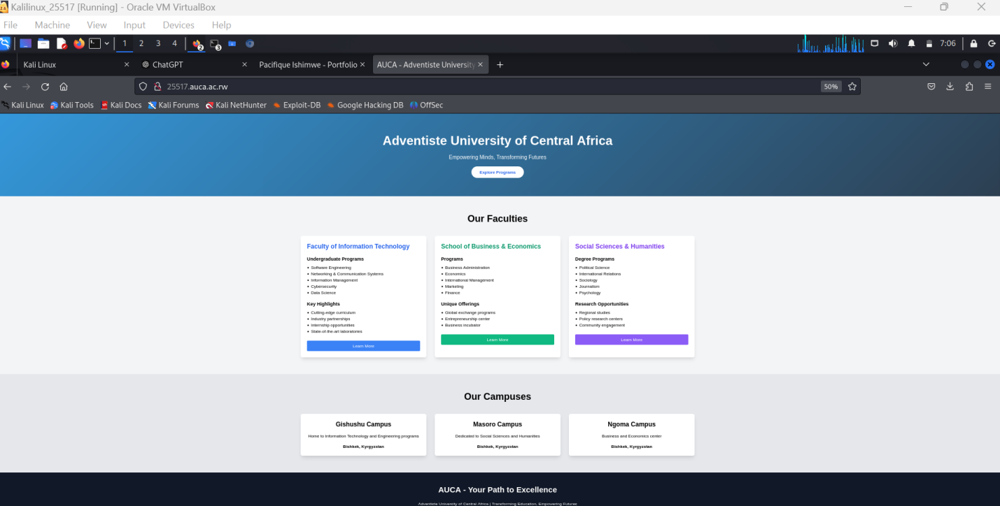 Kalilinux_25517 [Running] - Oracle VM VirtualBox
File Machine View Input Devices Help
1 2 3 4 2 3 7:06
Kali Linux × ChatGPT × Pacifique Ishimwe - Portfolio × AUCA - Adventiste University ×
25517.auca.ac.rw 50%
Kali Linux Kali Tools Kali Docs Kali Forums Kali NetHunter Exploit-DB Google Hacking DB OffSec
Adventiste University of Central Africa
Empowering Minds, Transforming Futures
Explore Programs
Our Faculties
Faculty of Information Technology
Undergraduate Programs
• Software Engineering
• Networking & Communication Systems
• Information Management
• Cybersecurity
• Data Science
Key Highlights
• Cutting-edge curriculum
• Industry partnerships
• Internship opportunities
• State-of-the-art laboratories
Learn More
School of Business & Economics
Programs
• Business Administration
• Economics
• International Management
• Marketing
• Finance
Unique Offerings
• Global exchange programs
• Entrepreneurship center
• Business incubator
Learn More
Social Sciences & Humanities
Degree Programs
• Political Science
• International Relations
• Sociology
• Journalism
• Psychology
Research Opportunities
• Regional studies
• Policy research centers
• Community engagement
Learn More
Our Campuses
Gishushu Campus
Home to Information Technology and Engineering programs
Bishkek, Kyrgyzstan
Masoro Campus
Dedicated to Social Sciences and Humanities
Bishkek, Kyrgyzstan
Ngoma Campus
Business and Economics center
Bishkek, Kyrgyzstan
AUCA - Your Path to Excellence
Adventiste University of Central Africa | Transforming Education, Empowering Futures